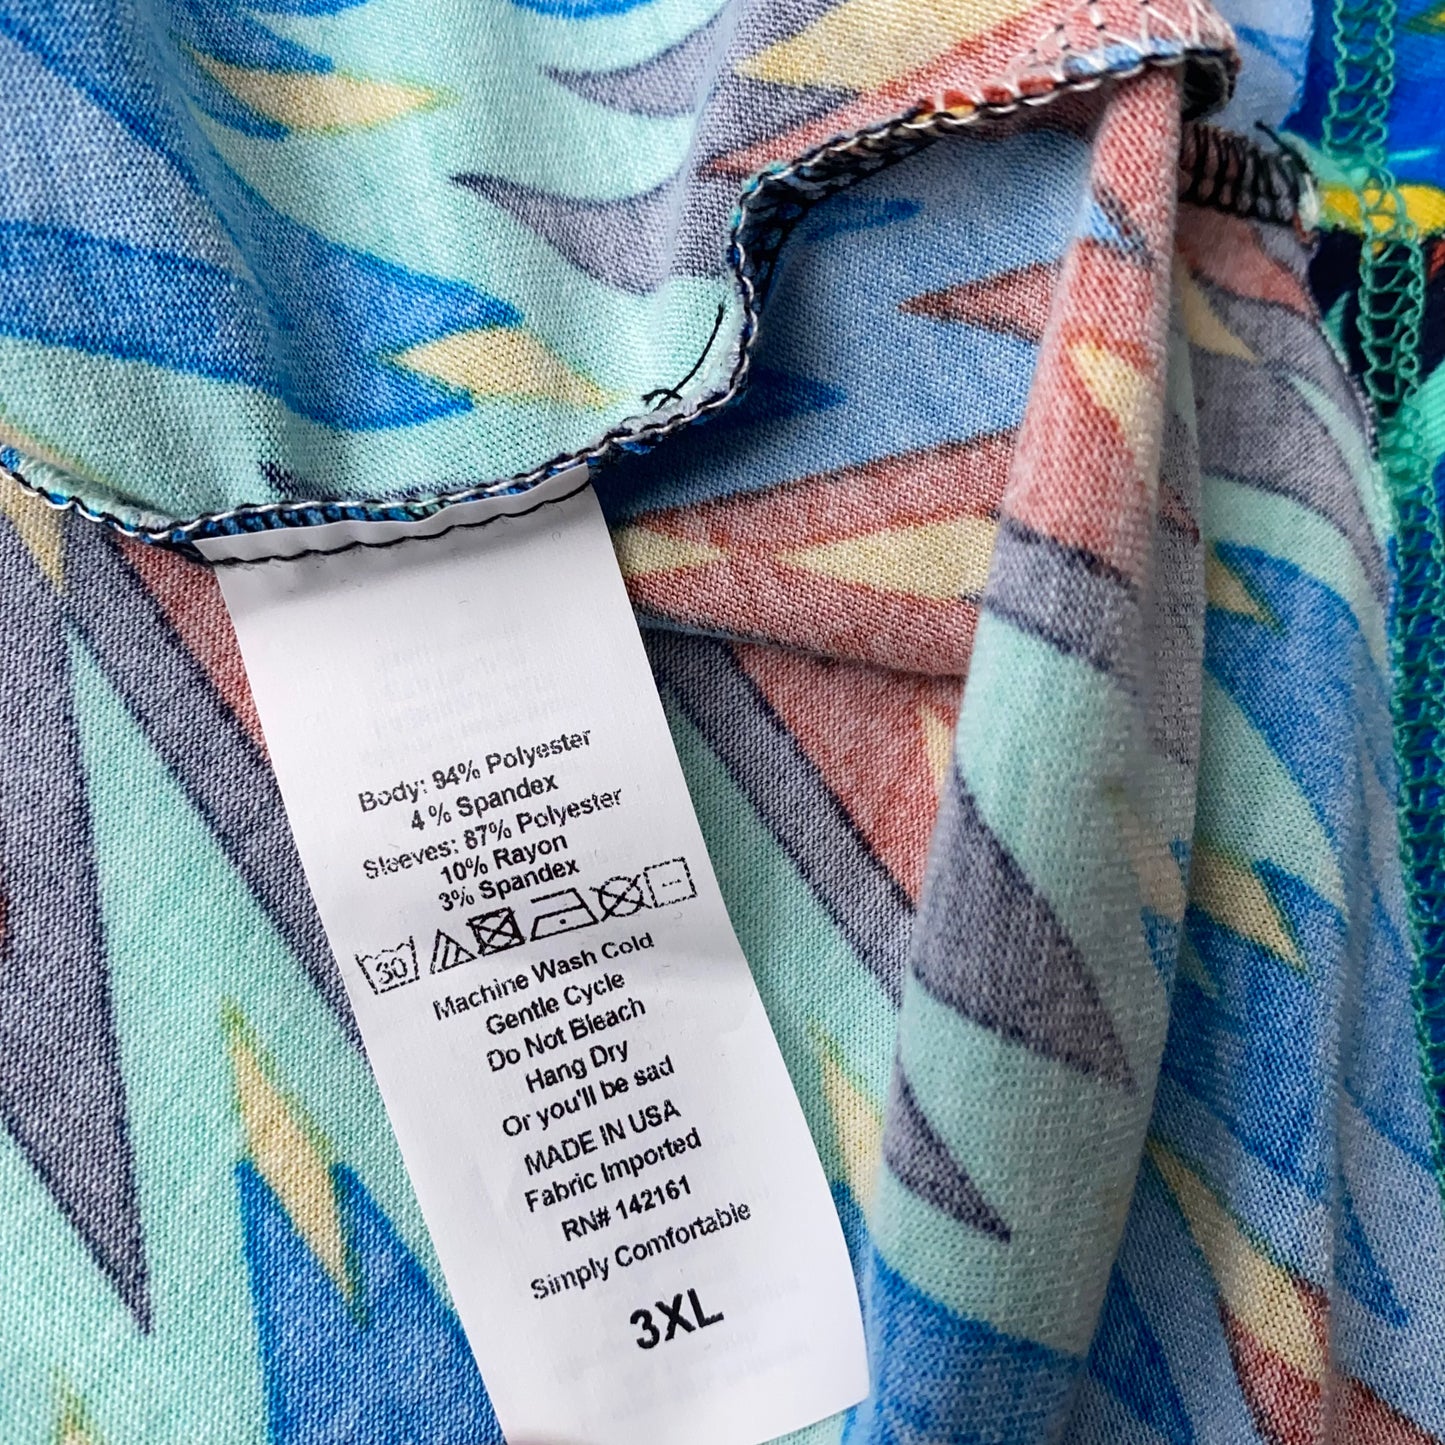 Body: 94% Polyester
4% Spandex
Sleeves: 87% Polyester
10% Rayon
3% Spandex
30
Machine Wash Cold
Gentle Cycle
Do Not Bleach
Hang Dry
Or you'll be sad
MADE IN USA
Fabric Imported
RN# 142161
Simply Comfortable
3XL